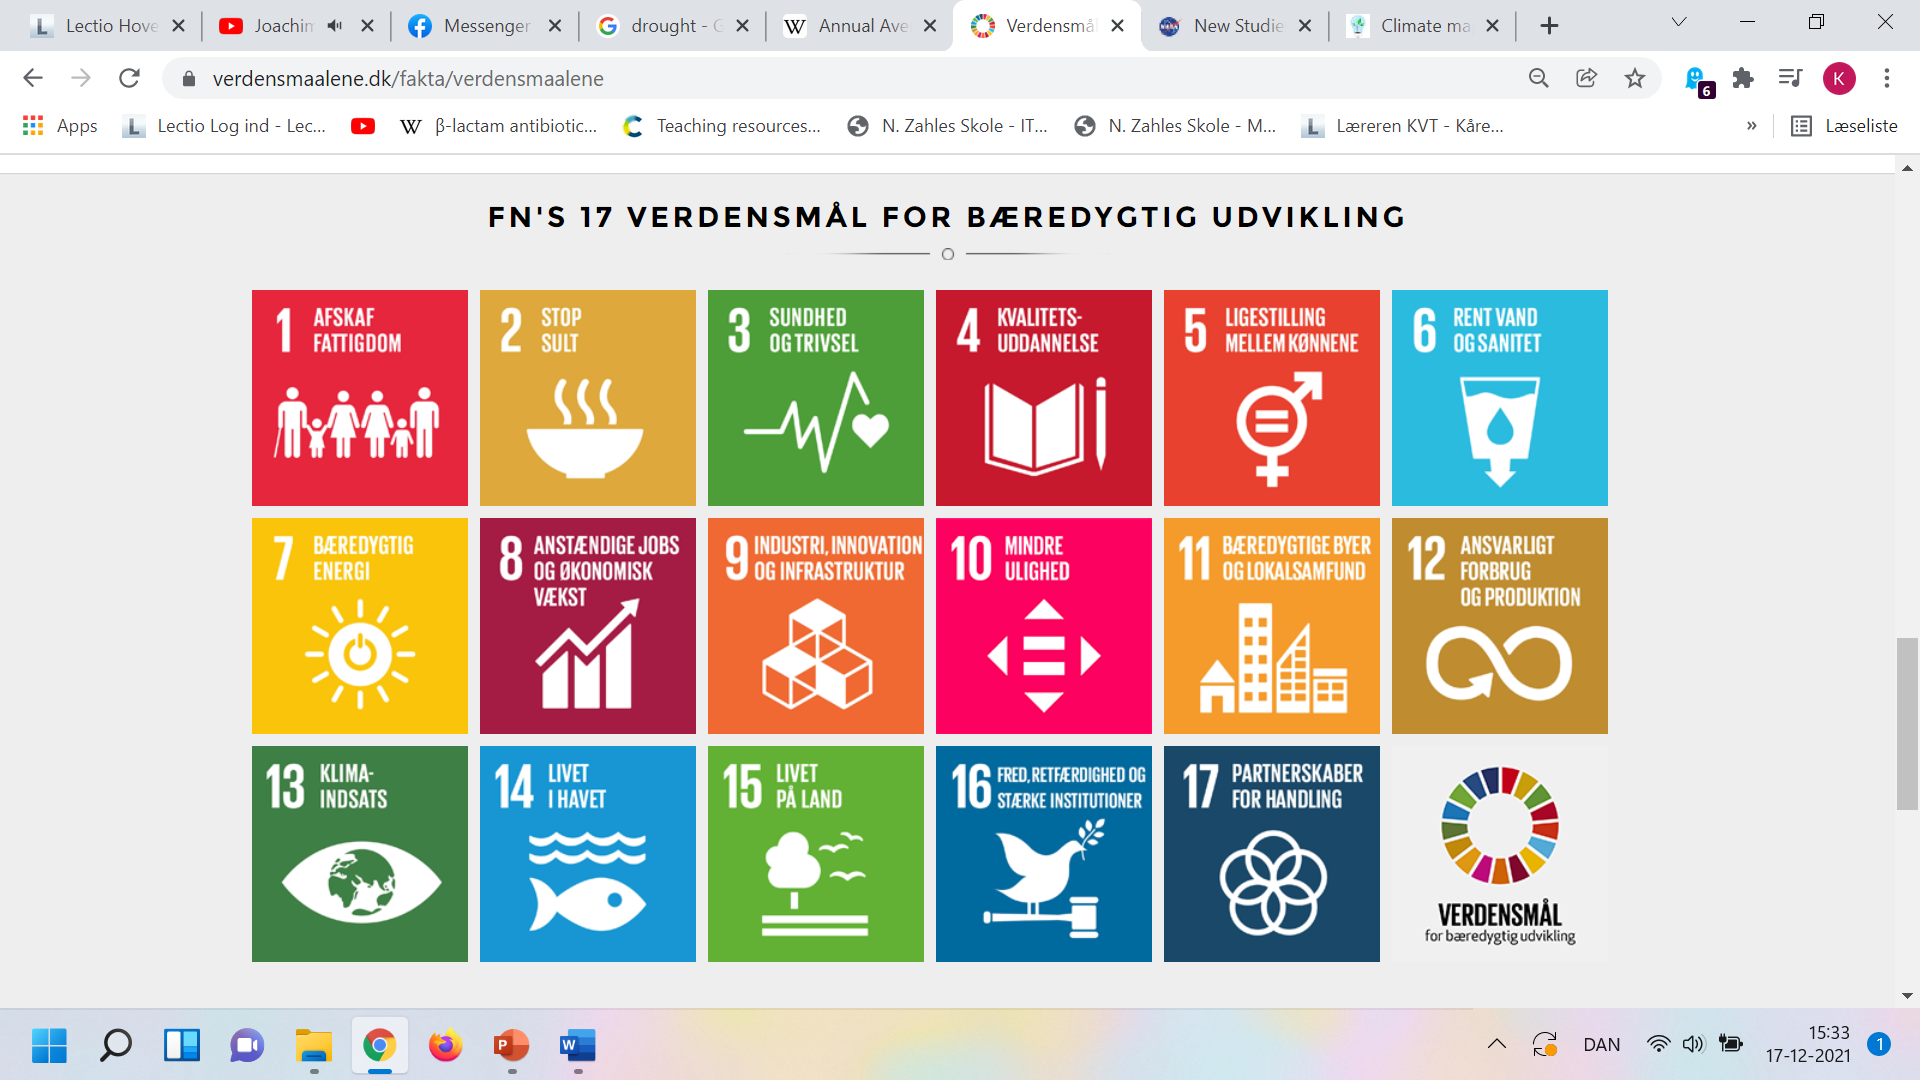 Lectio Hove
Joachim
Messenger
drought - G
Annual Ave
Verdensmål
New Studie
Climate ma
verdensmaalene.dk/fakta/verdensmaalene
6
K
Apps
Lectio Log ind - Lec...
β-lactam antibiotic...
Teaching resources...
N. Zahles Skole - IT...
N. Zahles Skole - M...
Læreren KVT - Kåre...
»
Læseliste
FN'S 17 VERDENSMÅL FOR BÆREDYGTIG UDVIKLING
1 AFSKAF
FATTIGDOM
2 STOP
SULT
3 SUNDHED
OG TRIVSEL
4 KVALITETS-
UDDANNELSE
5 LIGESTILLING
MELLEM KØNNENE
6 RENT VAND
OG SANITET
7 BÆREDYGTIG
ENERGI
8 ANSTÆNDIGE JOBS
OG ØKONOMISK
VÆKST
9 INDUSTRI, INNOVATION
OG INFRASTRUKTUR
10 MINDRE
ULIGHED
11 BÆREDYGTIGE BYER
OG LOKALSAMFUND
12 ANSVARLIGT
FORBRUG
OG PRODUKTION
13 KLIMA-
INDSATS
14 LIVET
I HAVET
15 LIVET
PÅ LAND
16 FRED, RETFÆRDIGHED OG
STÆRKE INSTITUTIONER
17 PARTNERSKABER
FOR HANDLING
VERDENSMÅL
for bæredygtig udvikling
DAN
15:33
17-12-2021
1